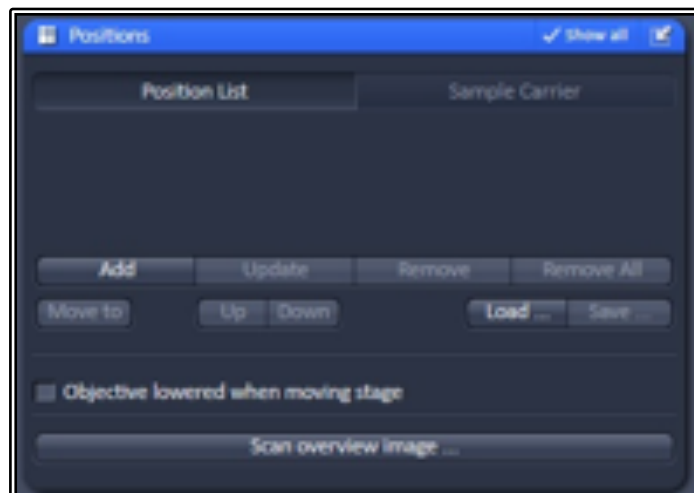 Positions Show all
Position List Sample Carrier
Add Update Remove Remove All
Move to Up Down Load ... Save ...
Objective lowered when moving stage
Scan overview image ...